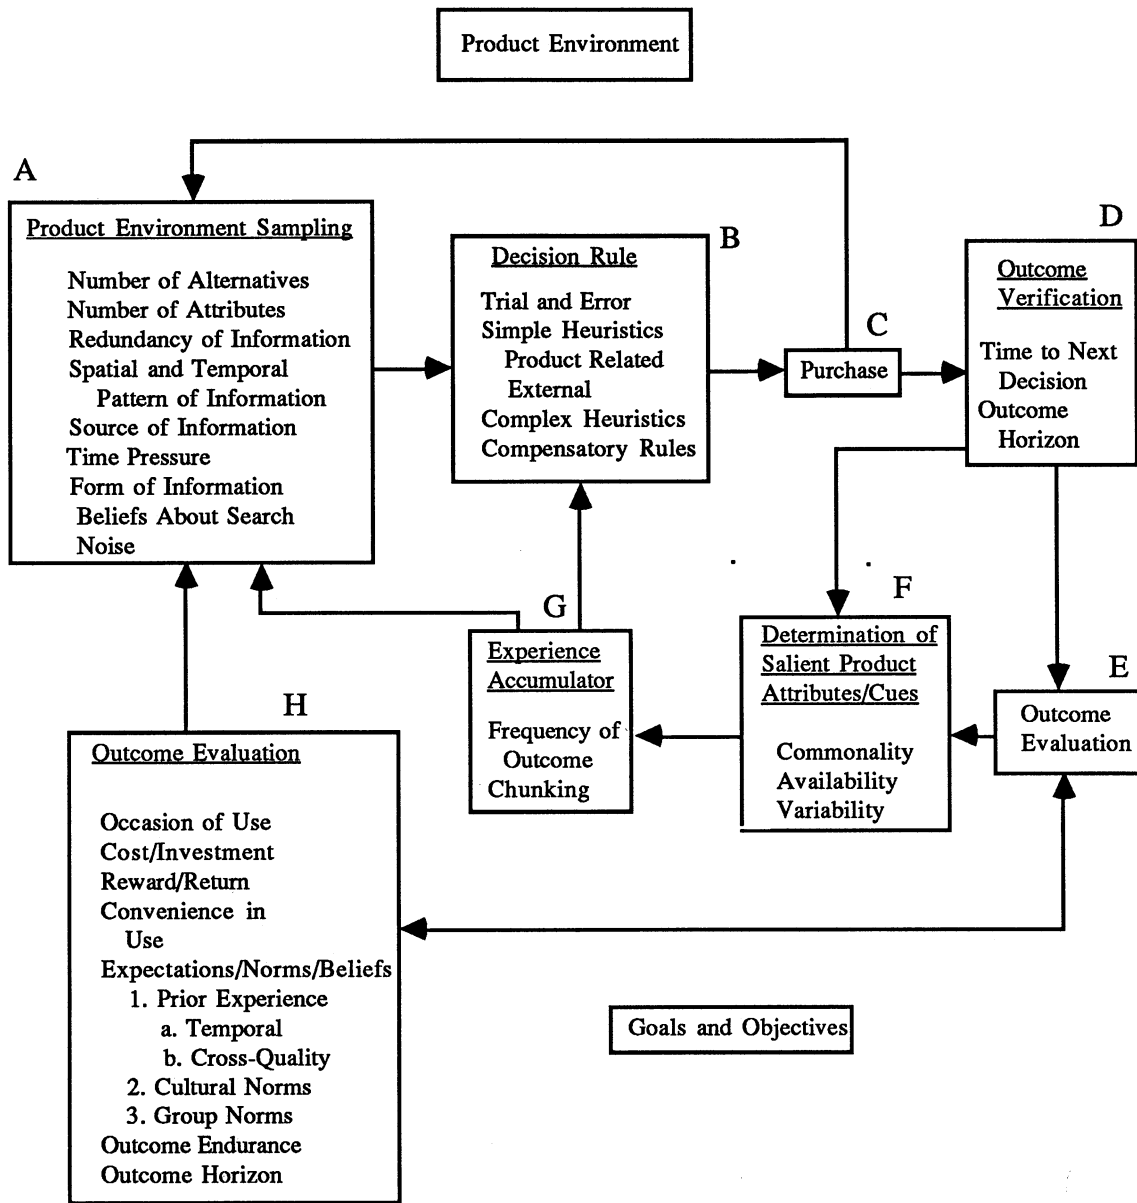 Product Environment
A
Product Environment Sampling
Number of Alternatives
Number of Attributes
Redundancy of Information
Spatial and Temporal
Pattern of Information
Source of Information
Time Pressure
Form of Information
Beliefs About Search
Noise
B
Decision Rule
Trial and Error
Simple Heuristics
Product Related
External
Complex Heuristics
Compensatory Rules
C
Purchase
D
Outcome
Verification
Time to Next
Decision
Outcome
Horizon
G
Experience
Accumulator
Frequency of
Outcome
Chunking
F
Determination of
Salient Product
Attributes/Cues
Commonality
Availability
Variability
E
Outcome
Evaluation
H
Outcome Evaluation
Occasion of Use
Cost/Investment
Reward/Return
Convenience in
Use
Expectations/Norms/Beliefs
1. Prior Experience
a. Temporal
b. Cross-Quality
2. Cultural Norms
3. Group Norms
Outcome Endurance
Outcome Horizon
Goals and Objectives